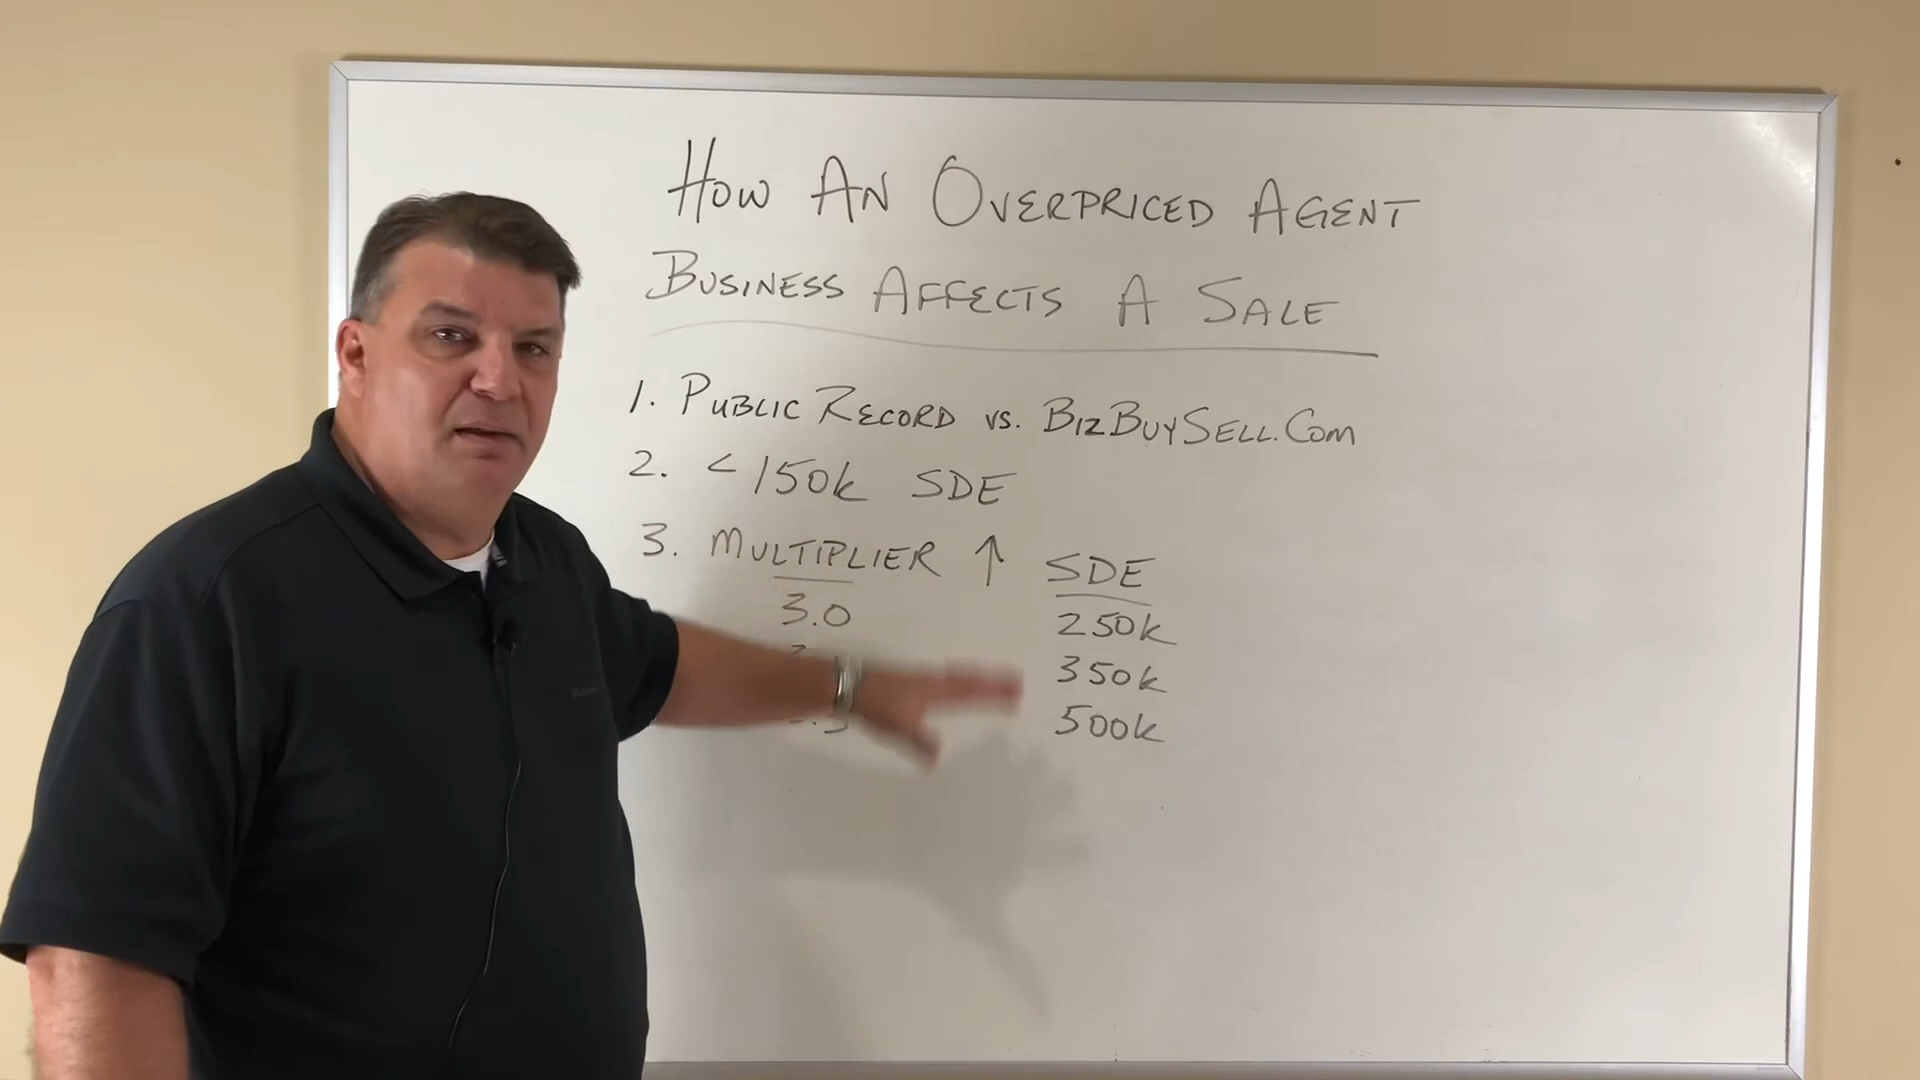 How An Overpriced Agent
Business Affects A Sale
1. Public Record vs. BizBuySell.Com
2. < 150k SDE
3. Multiplier ↑ SDE
3.0 250k
350k
500k